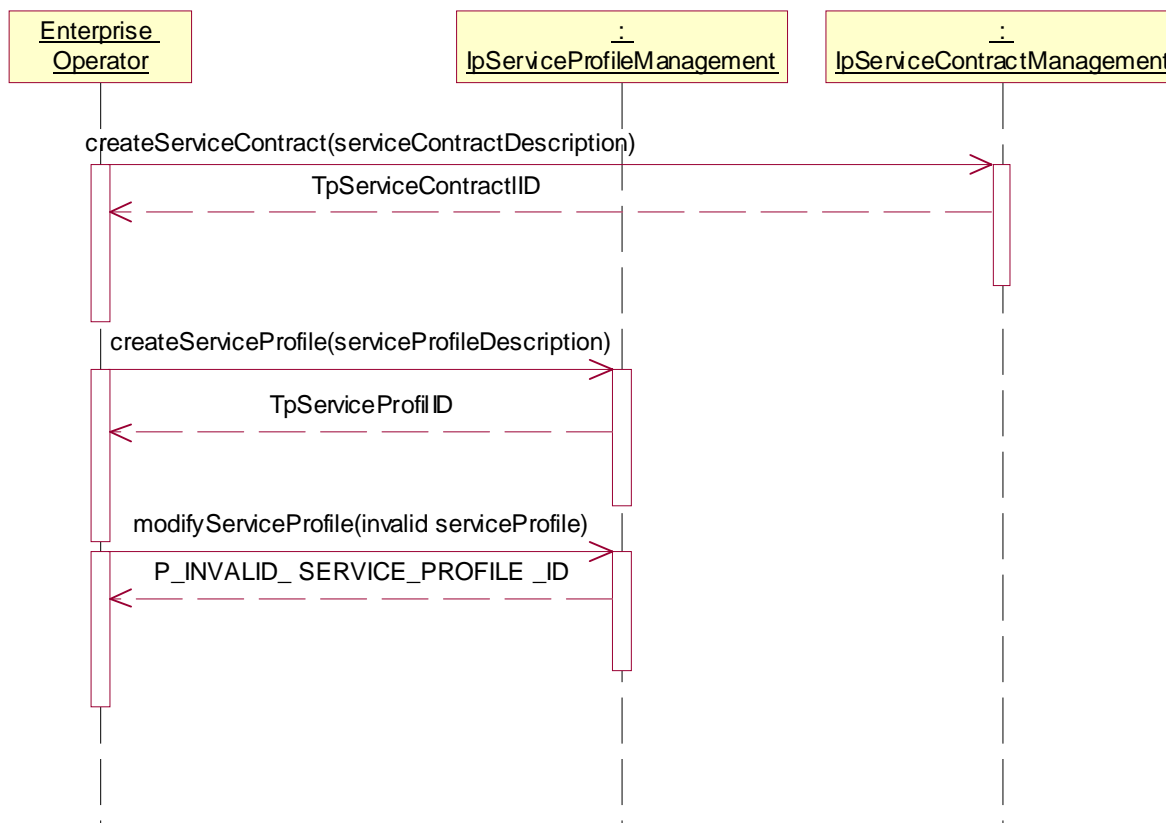 Enterprise
Operator
:
IpServiceProfileManagement
:
IpServiceContractManagement
createServiceContract(serviceContractDescription)
TpServiceContractIID
createServiceProfile(serviceProfileDescription)
TpServiceProfilID
modifyServiceProfile(invalid serviceProfile)
P_INVALID_ SERVICE_PROFILE _ID